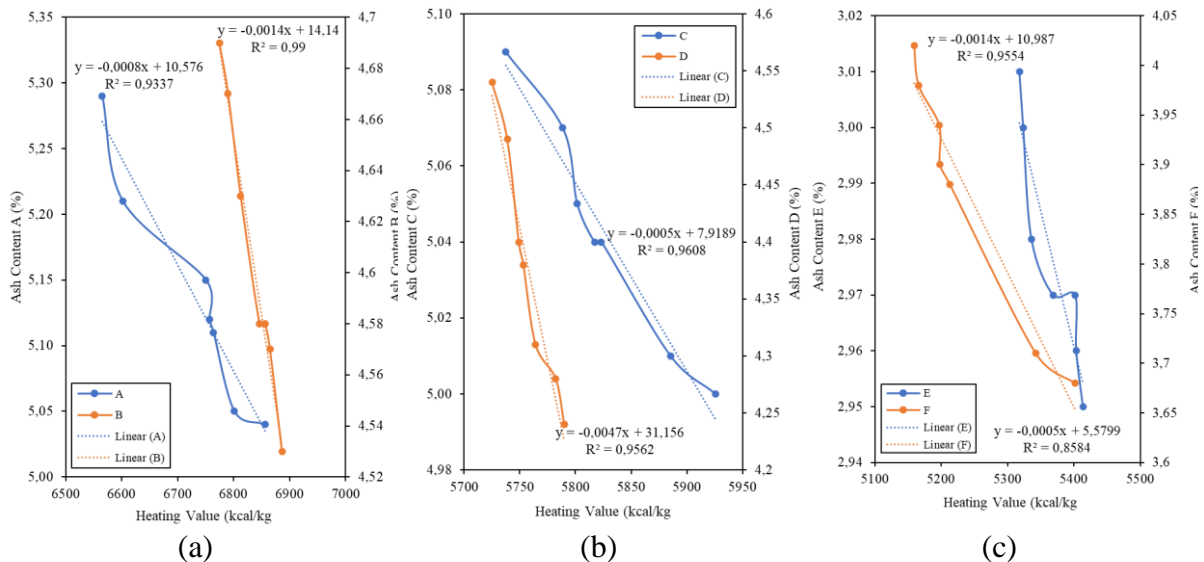 5,35
5,30
5,25
5,20
5,15
5,10
5,05
5,00
Ash Content A (%)
4,7
4,68
4,66
4,64
4,62
4,6
4,58
4,56
4,54
4,52
Ash Content B (%)
y = -0,0008x + 10,576
R² = 0,9337
y = -0,0014x + 14,14
R² = 0,99
A
B
Linear (A)
Linear (B)
6500
6600
6700
6800
6900
7000
Heating Value (kcal/kg
(a)
5,10
5,08
5,06
5,04
5,02
5,00
4,98
Ash Content C (%)
4,6
4,55
4,5
4,45
4,4
4,35
4,3
4,25
4,2
Ash Content D (%)
C
D
Linear (C)
Linear (D)
y = -0,0005x + 7,9189
R² = 0,9608
y = -0,0047x + 31,156
R² = 0,9562
5700
5750
5800
5850
5900
5950
Heating Value (kcal/kg
(b)
3,02
3,01
3,00
2,99
2,98
2,97
2,96
2,95
2,94
Ash Content E (%)
4,05
4
3,95
3,9
3,85
3,8
3,75
3,7
3,65
3,6
Ash Content F (%)
y = -0,0014x + 10,987
R² = 0,9554
E
F
Linear (E)
Linear (F)
y = -0,0005x + 5,5799
R² = 0,8584
5100
5200
5300
5400
5500
Heating Value (kcal/kg
(c)